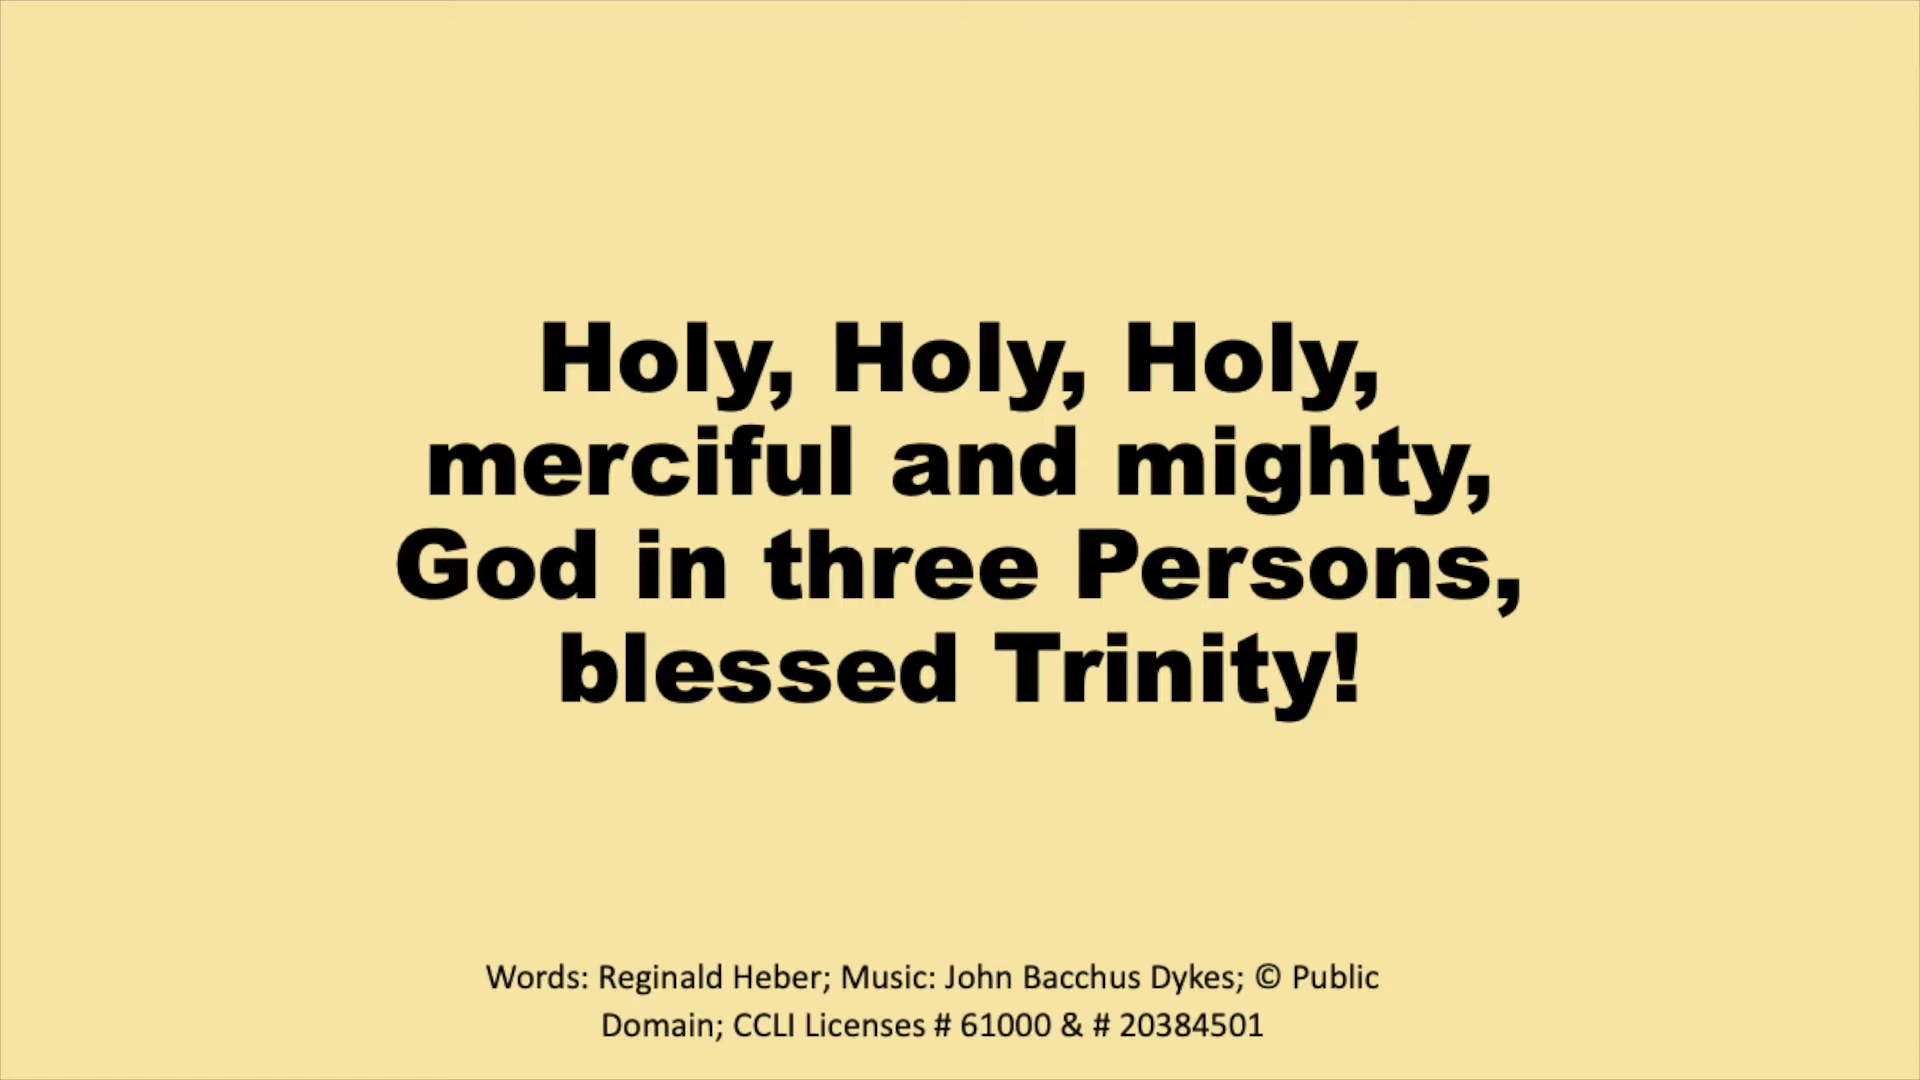 Holy, Holy, Holy,
merciful and mighty,
God in three Persons,
blessed Trinity!
Words: Reginald Heber; Music: John Bacchus Dykes; © Public
Domain; CCLI Licenses # 61000 & # 20384501